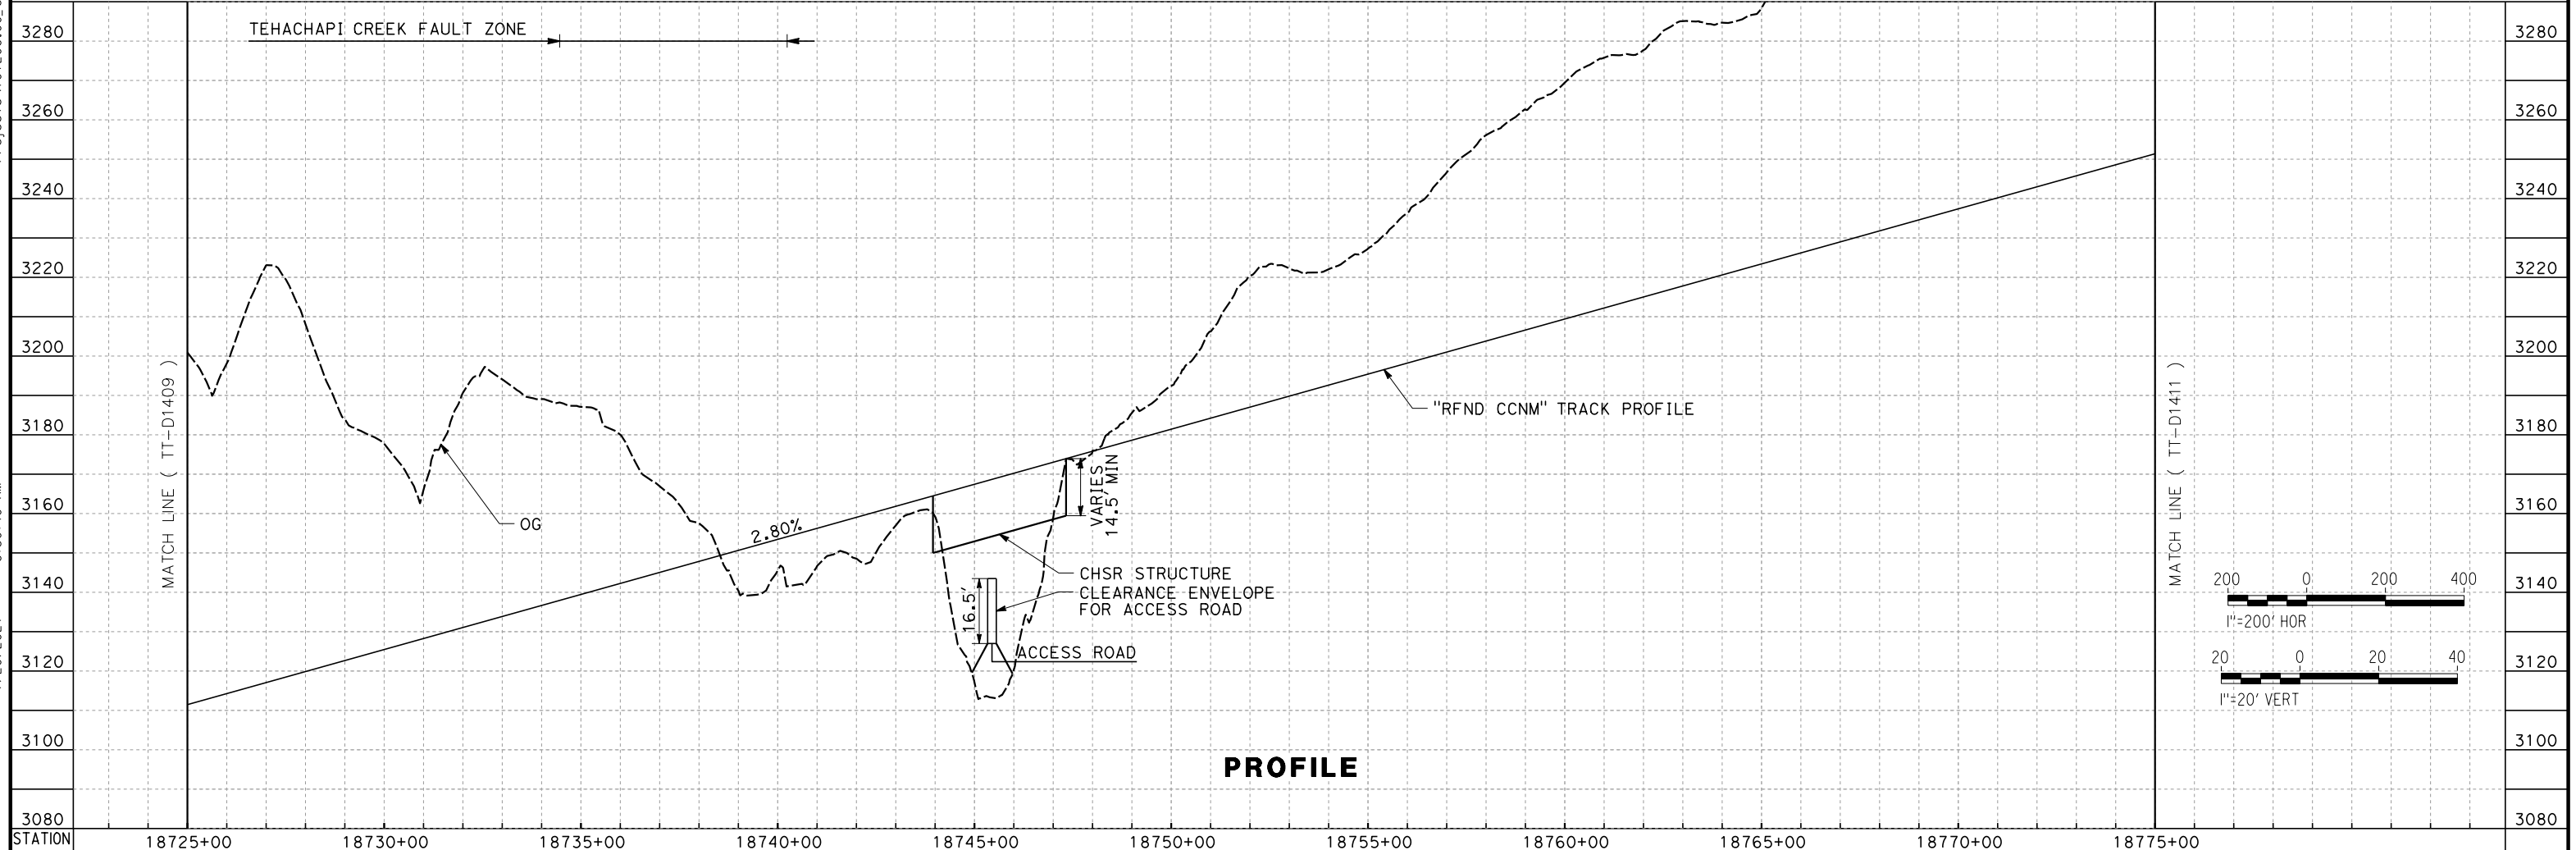 TEHACHAPI CREEK FAULT ZONE
3280
3260
3240
3220
3200
3180
3160
3140
3120
3100
3080
STATION
MATCH LINE ( TT-D1409 )
OG
2.80%
16.5'
VARIES
14.5' MIN
CHSR STRUCTURE
CLEARANCE ENVELOPE
FOR ACCESS ROAD
ACCESS ROAD
"RFND CCNM" TRACK PROFILE
PROFILE
MATCH LINE ( TT-D1411 )
200 0 200 400
1"=200' HOR
20 0 20 40
1"=20' VERT
3280
3260
3240
3220
3200
3180
3160
3140
3120
3100
3080
18725+00 18730+00 18735+00 18740+00 18745+00 18750+00 18755+00 18760+00 18765+00 18770+00 18775+00